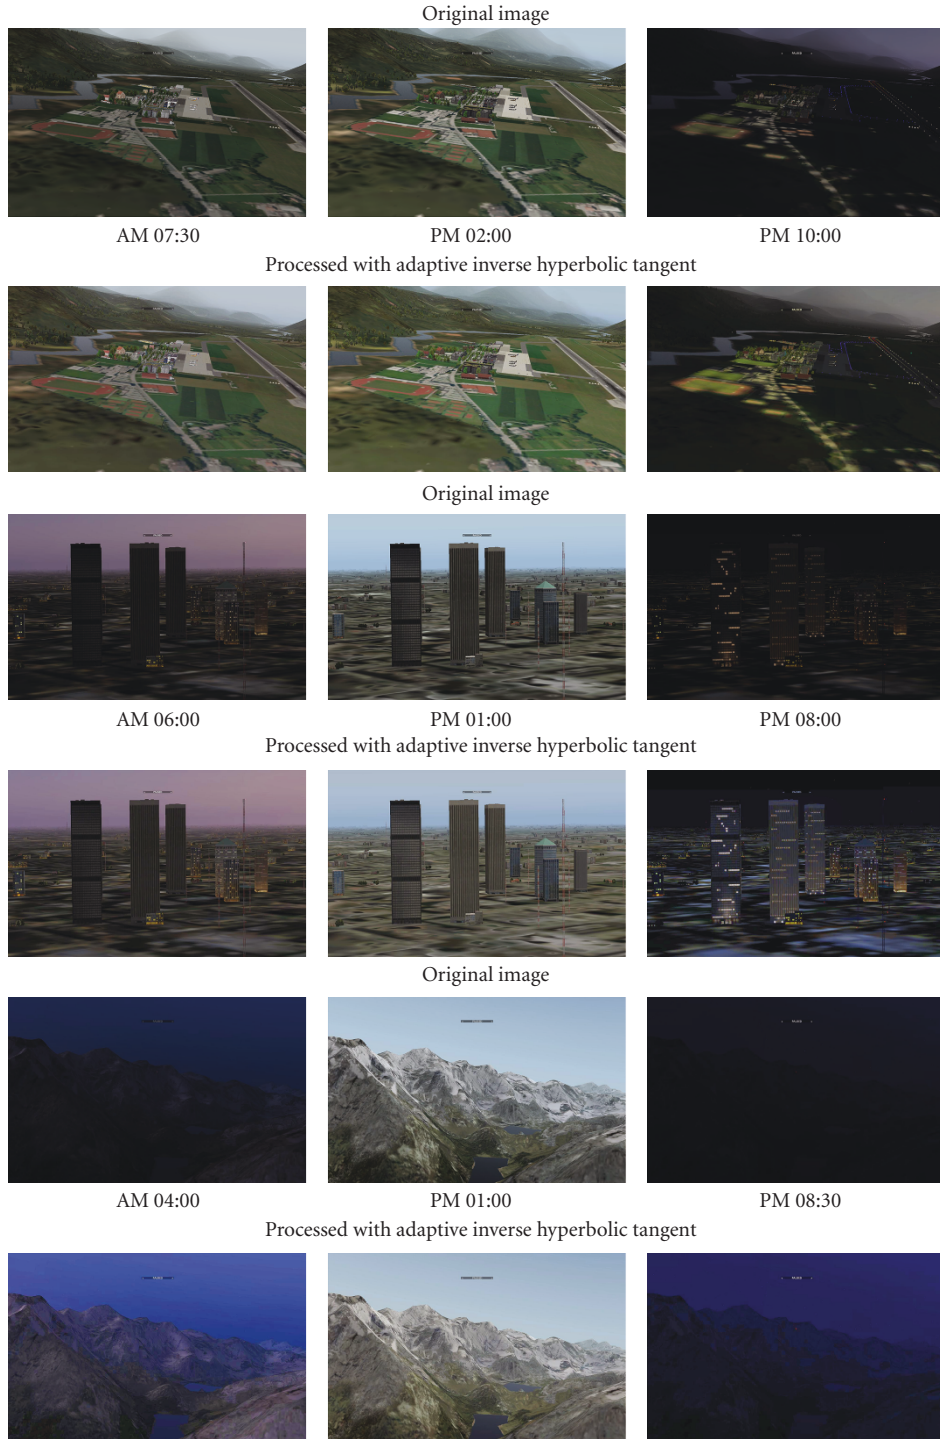 Original image
AM 07:30 PM 02:00 PM 10:00
Processed with adaptive inverse hyperbolic tangent
Original image
AM 06:00 PM 01:00 PM 08:00
Processed with adaptive inverse hyperbolic tangent
Original image
AM 04:00 PM 01:00 PM 08:30
Processed with adaptive inverse hyperbolic tangent